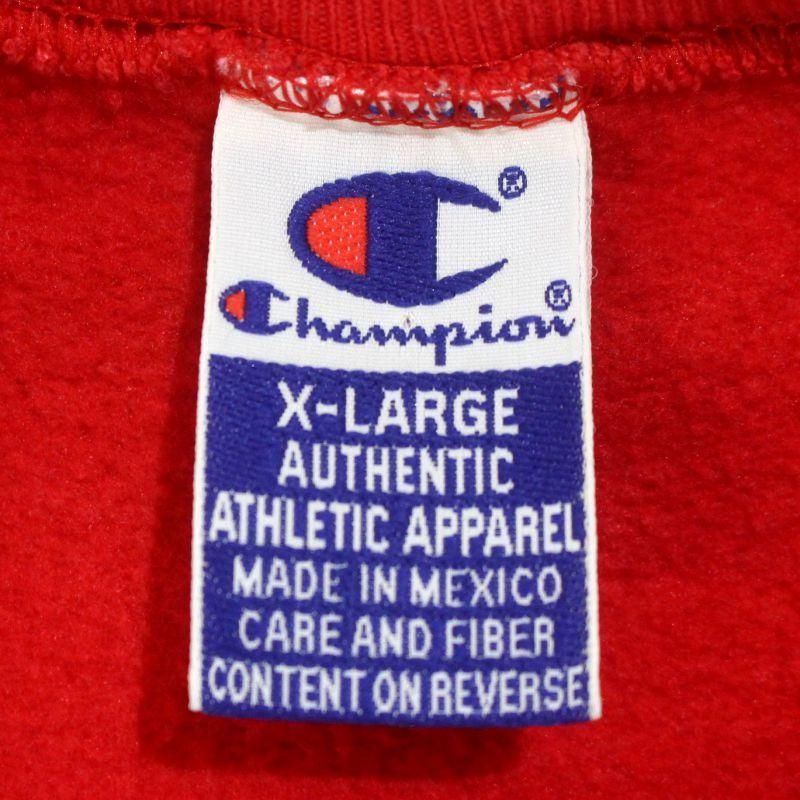 ®
Champion®
X-LARGE
AUTHENTIC
ATHLETIC APPAREL
MADE IN MEXICO
CARE AND FIBER
CONTENT ON REVERSE